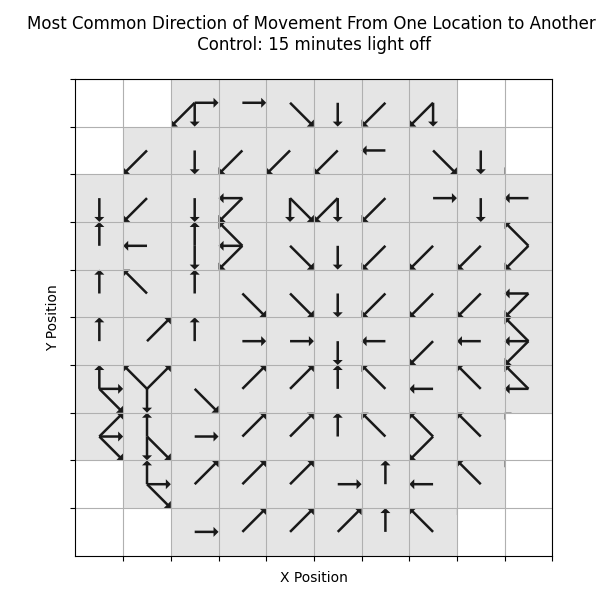 Most Common Direction of Movement From One Location to Another
Control: 15 minutes light off
Y Position
X Position